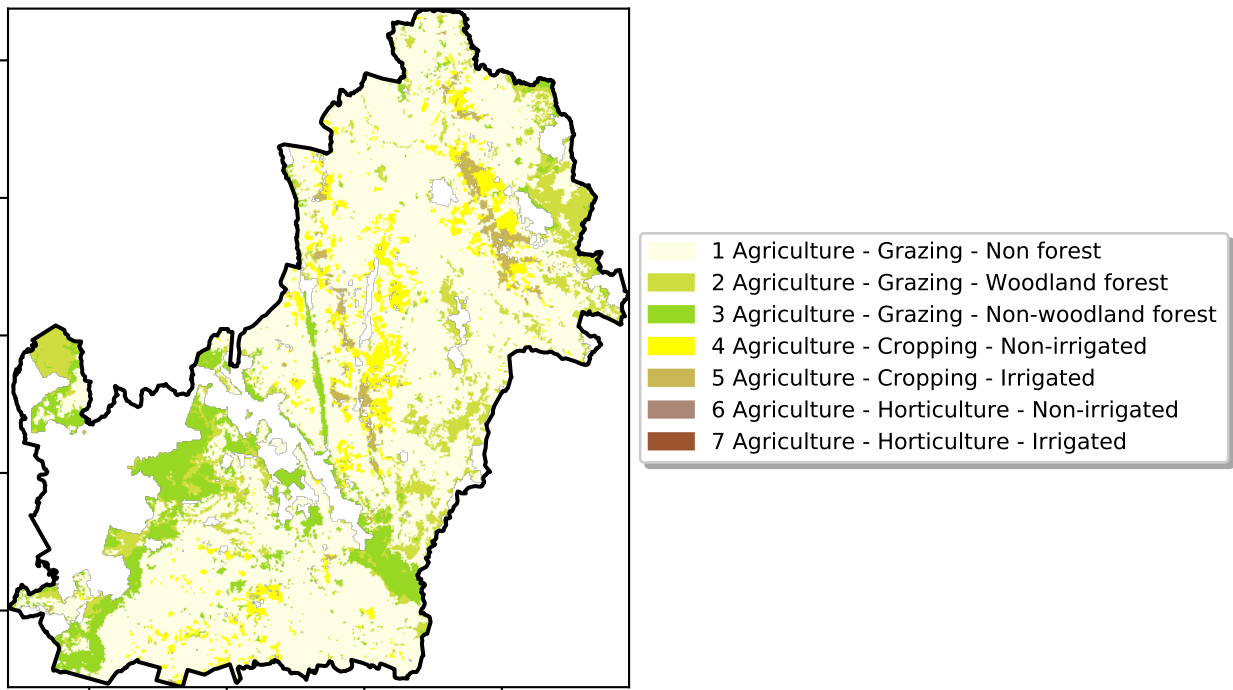 1 Agriculture - Grazing - Non forest
2 Agriculture - Grazing - Woodland forest
3 Agriculture - Grazing - Non-woodland forest
4 Agriculture - Cropping - Non-irrigated
5 Agriculture - Cropping - Irrigated
6 Agriculture - Horticulture - Non-irrigated
7 Agriculture - Horticulture - Irrigated